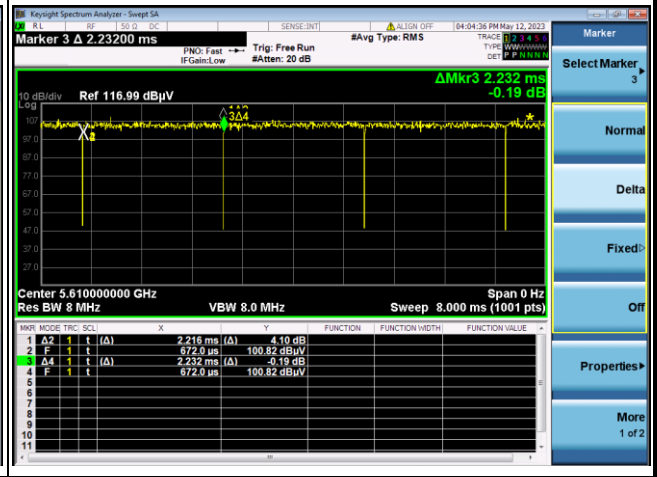 Keysight Spectrum Analyzer - Swept SA
RL RF 50 Ω DC SENSE:INT ALIGN OFF 04:04:36 PM May 12, 2023
Marker 3 Δ 2.23200 ms
#Avg Type: RMS
TRACE 1 2 3 4 5 6
TYPE WWWWWW
DET P P N N N N
PNO: Fast
IFGain:Low
Trig: Free Run
#Atten: 20 dB
ΔMkr3 2.232 ms
-0.19 dB
10 dB/div
Log
Ref 116.99 dBµV
107
97.0
87.0
77.0
67.0
57.0
47.0
37.0
27.0
3Δ4
Center 5.610000000 GHz
Span 0 Hz
Res BW 8 MHz
VBW 8.0 MHz
Sweep 8.000 ms (1001 pts)
MKR MODE TRC SCL X Y FUNCTION FUNCTION WIDTH FUNCTION VALUE
1 Δ2 1 t (Δ) 2.216 ms (Δ) 4.10 dB
2 F 1 t 672.0 µs 100.82 dBµV
3 Δ4 1 t (Δ) 2.232 ms (Δ) -0.19 dB
4 F 1 t 672.0 µs 100.82 dBµV
5
6
7
8
9
10
11
Marker
Select Marker
3
Normal
Delta
Fixed
Off
Properties
More
1 of 2